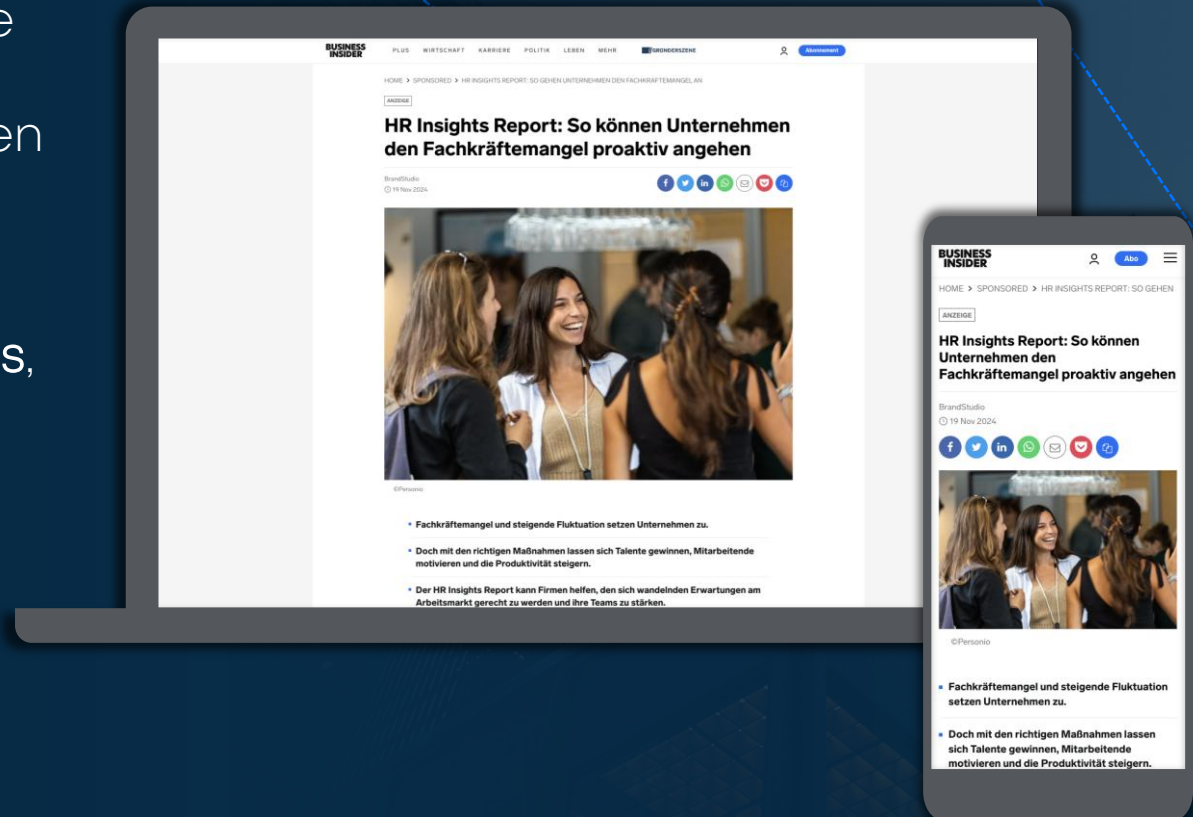 e
en
s,
BUSINESS
INSIDER
PLUS WIRTSCHAFT KARRIERE POLITIK LEBEN MEHR GRÜNDERSZENE Abonnement
HOME > SPONSORED > HR INSIGHTS REPORT: SO GEHEN UNTERNEHMEN DEN FACHKRÄFTEMANGEL AN
ANZEIGE
HR Insights Report: So können Unternehmen
den Fachkräftemangel proaktiv angehen
BrandStudio
19 Nov 2024
©Personio
• Fachkräftemangel und steigende Fluktuation setzen Unternehmen zu.
• Doch mit den richtigen Maßnahmen lassen sich Talente gewinnen, Mitarbeitende
motivieren und die Produktivität steigern.
• Der HR Insights Report kann Firmen helfen, den sich wandelnden Erwartungen am
Arbeitsmarkt gerecht zu werden und ihre Teams zu stärken.
BUSINESS
INSIDER
Abo
HOME > SPONSORED > HR INSIGHTS REPORT: SO GEHEN
ANZEIGE
HR Insights Report: So können
Unternehmen den
Fachkräftemangel proaktiv angehen
BrandStudio
19 Nov 2024
©Personio
• Fachkräftemangel und steigende Fluktuation
setzen Unternehmen zu.
• Doch mit den richtigen Maßnahmen lassen
sich Talente gewinnen, Mitarbeitende
motivieren und die Produktivität steigern.